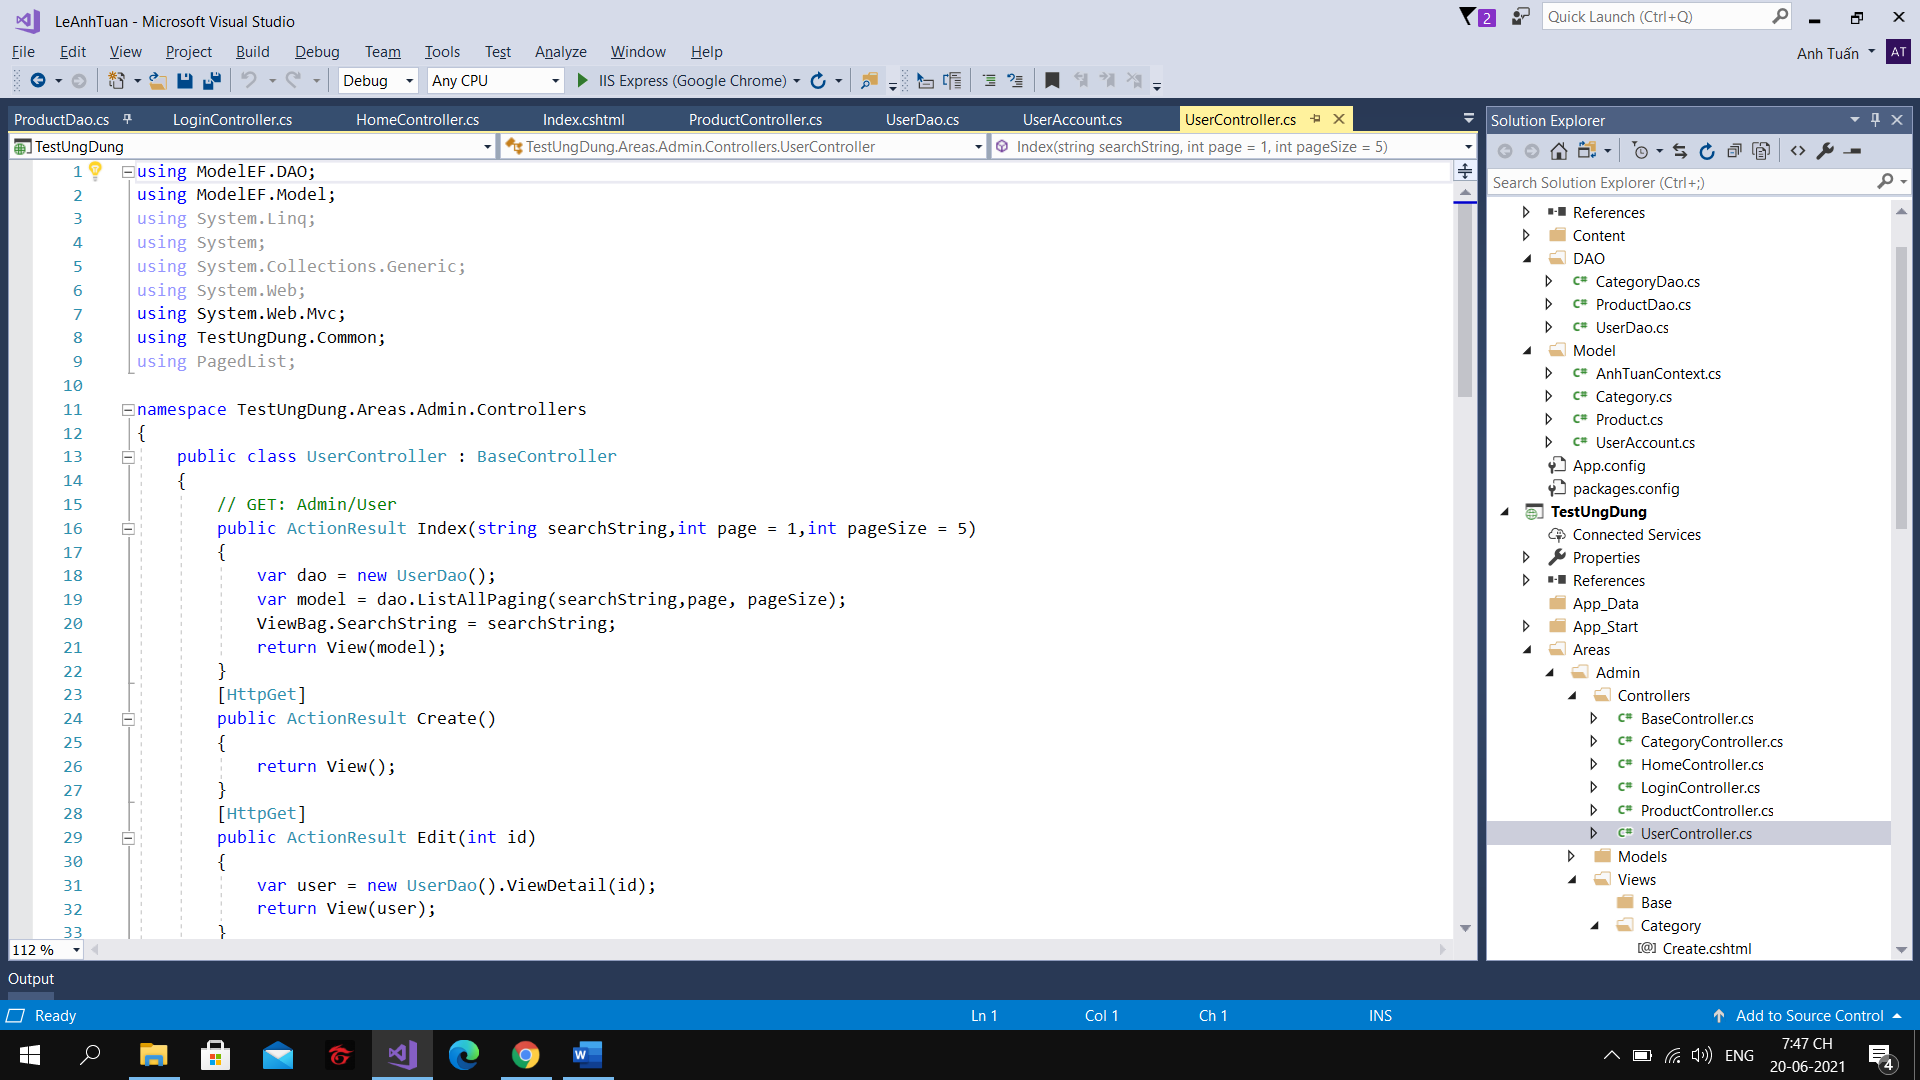 LeAnhTuan - Microsoft Visual Studio
2
Quick Launch (Ctrl+Q)
File Edit View Project Build Debug Team Tools Test Analyze Window Help
Anh Tuấn
AT
Debug
Any CPU
IIS Express (Google Chrome)
ProductDao.cs LoginController.cs HomeController.cs Index.cshtml ProductController.cs UserDao.cs UserAccount.cs UserController.cs
TestUngDung
TestUngDung.Areas.Admin.Controllers.UserController
Index(string searchString, int page = 1, int pageSize = 5)
1 using ModelEF.DAO;
2 using ModelEF.Model;
3 using System.Linq;
4 using System;
5 using System.Collections.Generic;
6 using System.Web;
7 using System.Web.Mvc;
8 using TestUngDung.Common;
9 using PagedList;
10
11 namespace TestUngDung.Areas.Admin.Controllers
12 {
13 public class UserController : BaseController
14 {
15 // GET: Admin/User
16 public ActionResult Index(string searchString,int page = 1,int pageSize = 5)
17 {
18 var dao = new UserDao();
19 var model = dao.ListAllPaging(searchString,page, pageSize);
20 ViewBag.SearchString = searchString;
21 return View(model);
22 }
23 [HttpGet]
24 public ActionResult Create()
25 {
26 return View();
27 }
28 [HttpGet]
29 public ActionResult Edit(int id)
30 {
31 var user = new UserDao().ViewDetail(id);
32 return View(user);
33 }
112 %
Solution Explorer
Search Solution Explorer (Ctrl+;)
References
Content
DAO
C# CategoryDao.cs
C# ProductDao.cs
C# UserDao.cs
Model
C# AnhTuanContext.cs
C# Category.cs
C# Product.cs
C# UserAccount.cs
App.config
packages.config
TestUngDung
Connected Services
Properties
References
App_Data
App_Start
Areas
Admin
Controllers
C# BaseController.cs
C# CategoryController.cs
C# HomeController.cs
C# LoginController.cs
C# ProductController.cs
C# UserController.cs
Models
Views
Base
Category
[@] Create.cshtml
Output
Ready
Ln 1
Col 1
Ch 1
INS
Add to Source Control
W
ENG
7:47 CH
20-06-2021
4